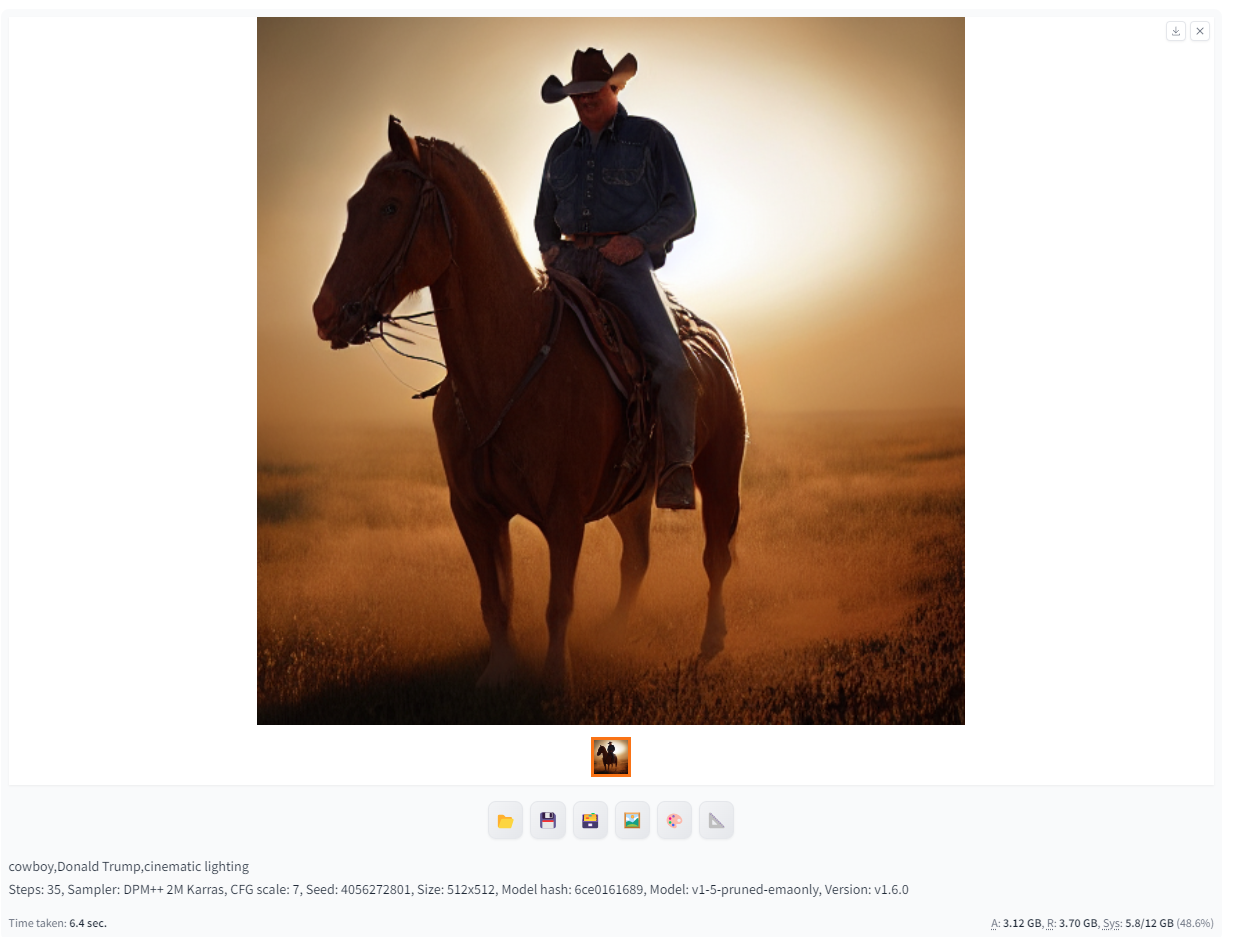 cowboy,Donald Trump,cinematic lighting
Steps: 35, Sampler: DPM++ 2M Karras, CFG scale: 7, Seed: 4056272801, Size: 512x512, Model hash: 6ce0161689, Model: v1-5-pruned-emaonly, Version: v1.6.0
Time taken: 6.4 sec.
A: 3.12 GB, R: 3.70 GB, Sys: 5.8/12 GB (48.6%)